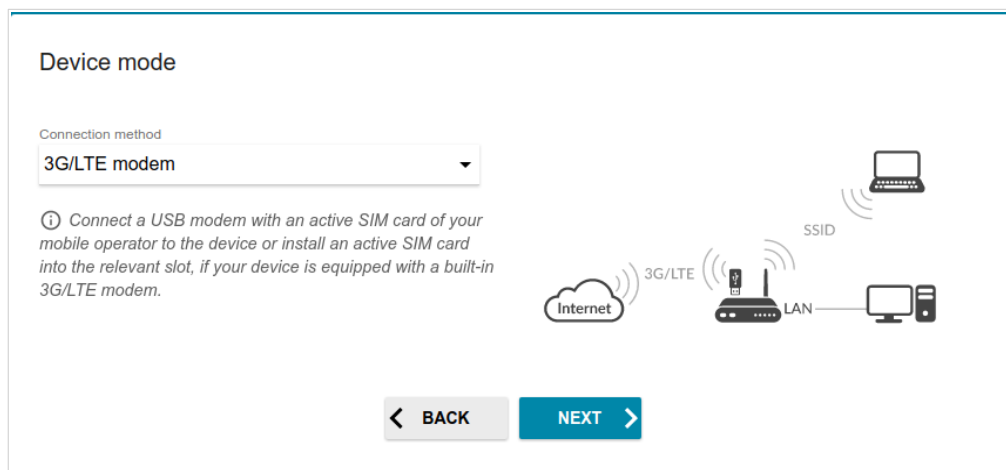 Device mode
Connection method
3G/LTE modem
Connect a USB modem with an active SIM card of your
mobile operator to the device or install an active SIM card
into the relevant slot, if your device is equipped with a built-in
3G/LTE modem.
SSID
3G/LTE
Internet
LAN
BACK
NEXT